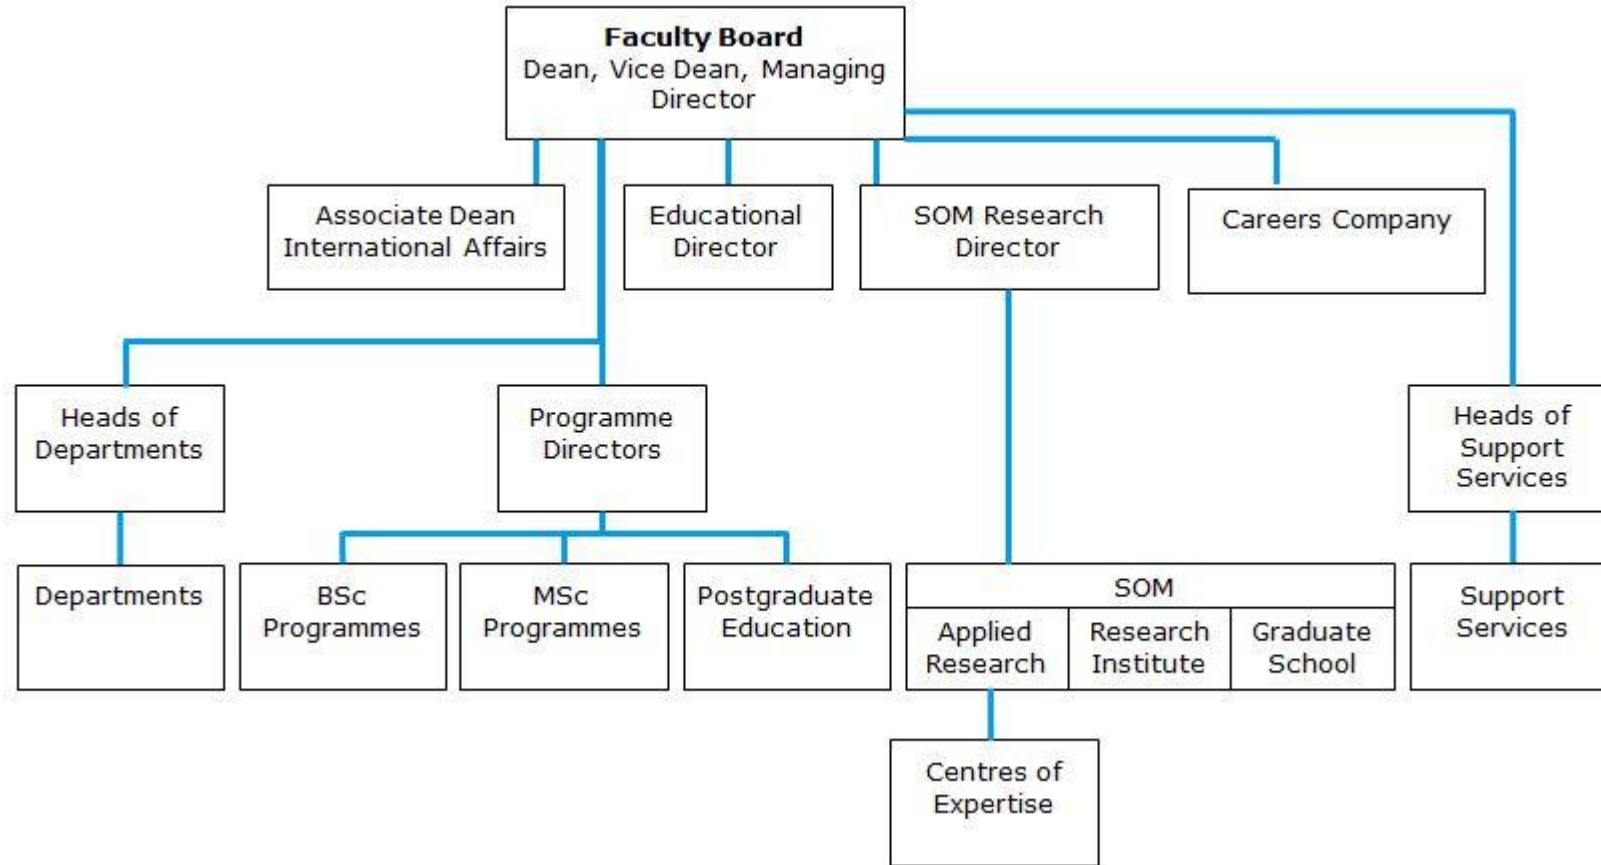 Faculty Board
Dean, Vice Dean, Managing
Director
Associate Dean
International Affairs
Educational
Director
SOM Research
Director
Careers Company
Heads of
Departments
Programme
Directors
Heads of
Support
Services
Departments
BSc
Programmes
MSc
Programmes
Postgraduate
Education
SOM
Applied
Research
Research
Institute
Graduate
School
Support
Services
Centres of
Expertise